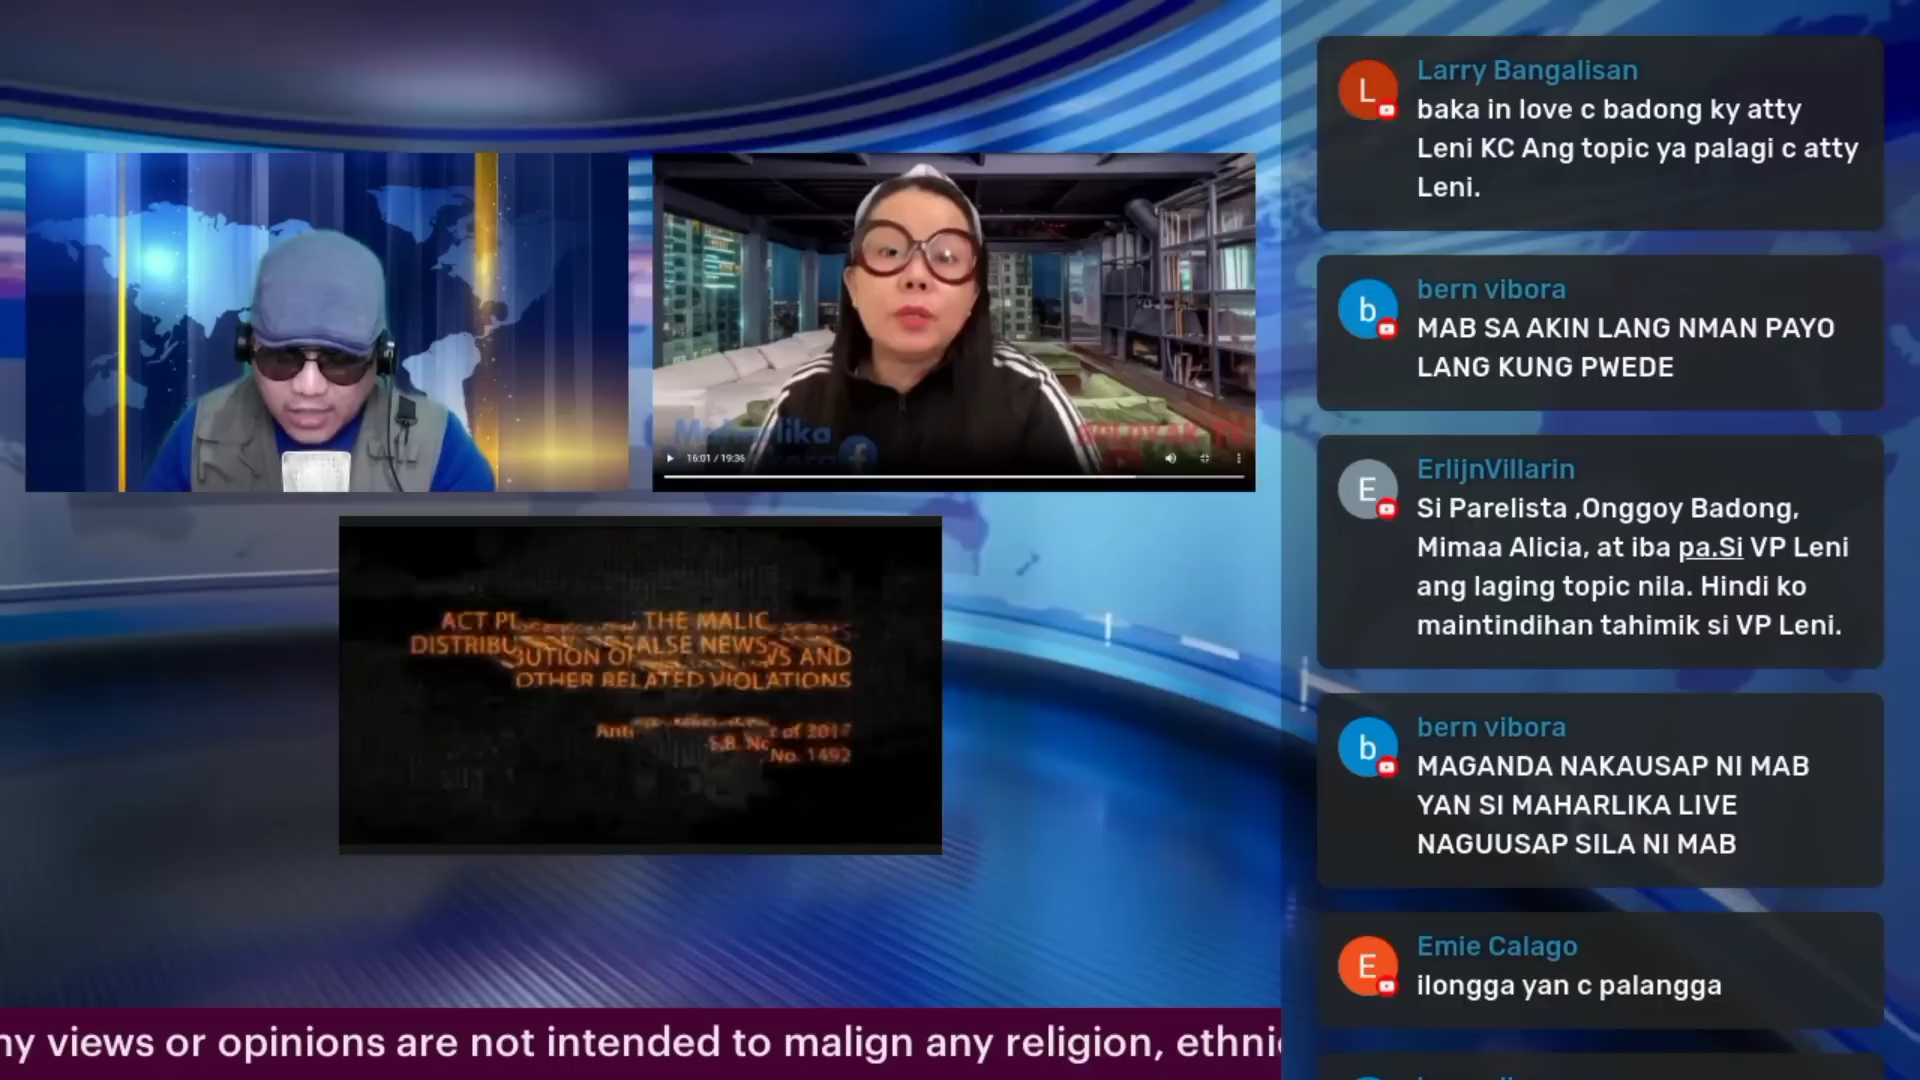 16:01 / 19:36
ACT THE MALIC
ALSE NEWS
BUTION AND
OTHER RELATED VIOLATIONS
of 2017
S.B.
No. 1492
ny views or opinions are not intended to malign any religion, ethnic
L
Larry Bangalisan
baka in love c badong ky atty
Leni KC Ang topic ya palagi c atty
Leni.
b
bern vibora
MAB SA AKIN LANG NMAN PAYO
LANG KUNG PWEDE
E
ErlijnVillarin
Si Parelista ,Onggoy Badong,
Mimaa Alicia, at iba pa.Si VP Leni
ang laging topic nila. Hindi ko
maintindihan tahimik si VP Leni.
b
bern vibora
MAGANDA NAKAUSAP NI MAB
YAN SI MAHARLIKA LIVE
NAGUUSAP SILA NI MAB
E
Emie Calago
ilongga yan c palangga